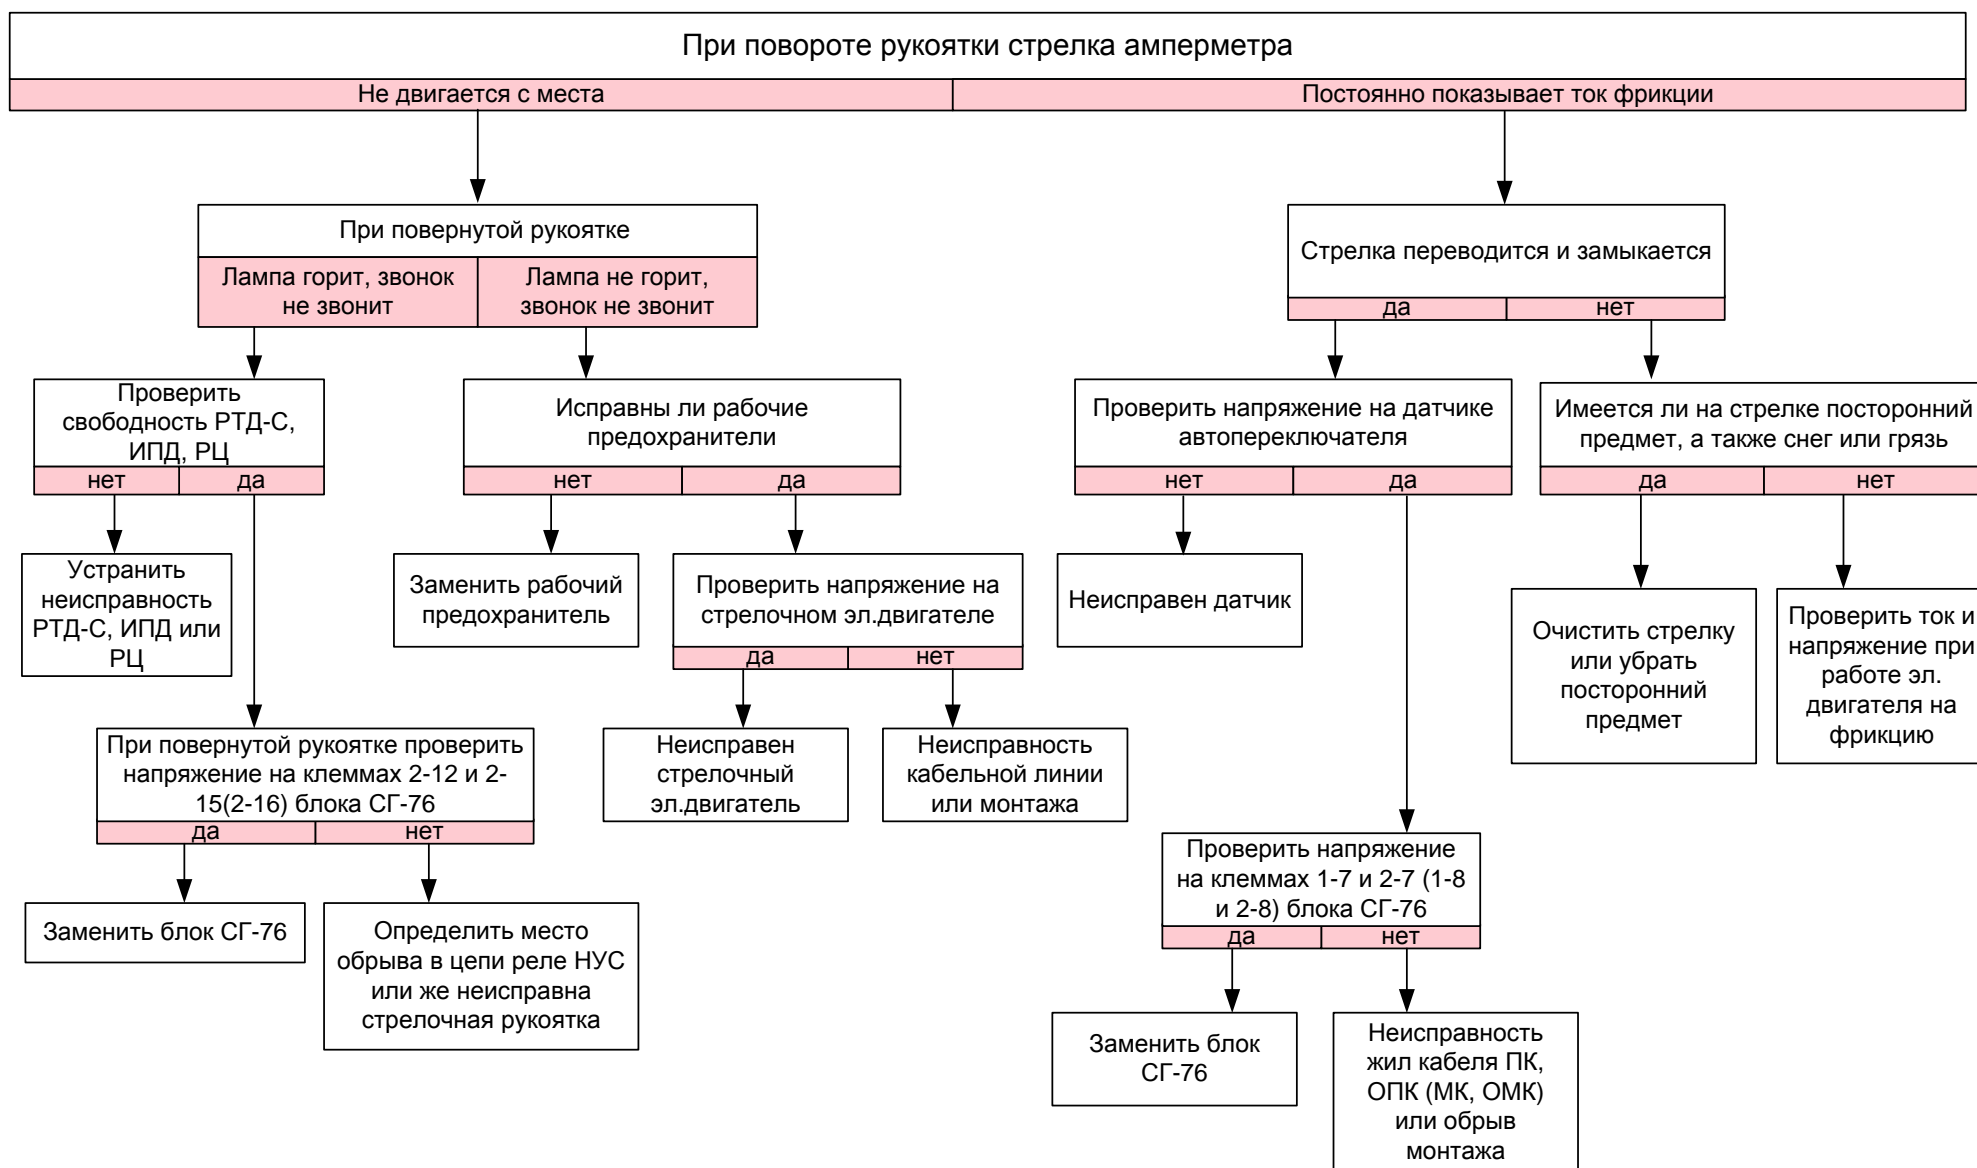 При повороте рукоятки стрелка амперметра
Не двигается с места
Постоянно показывает ток фрикции
При повернутой рукоятке
Лампа горит, звонок
не звонит
Лампа не горит,
звонок не звонит
Стрелка переводится и замыкается
да
нет
Проверить
свободность РТД-С,
ИПД, РЦ
нет
да
Исправны ли рабочие
предохранители
нет
да
Проверить напряжение на датчике
автопереключателя
нет
да
Имеется ли на стрелке посторонний
предмет, а также снег или грязь
да
нет
Устранить
неисправность
РТД-С, ИПД или
РЦ
Заменить рабочий
предохранитель
Проверить напряжение на
стрелочном эл.двигателе
да
нет
Неисправен датчик
Очистить стрелку
или убрать
посторонний
предмет
Проверить ток и
напряжение при
работе эл.
двигателя на
фрикцию
При повернутой рукоятке проверить
напряжение на клеммах 2-12 и 2-
15(2-16) блока СГ-76
да
нет
Неисправен
стрелочный
эл.двигатель
Неисправность
кабельной линии
или монтажа
Проверить напряжение
на клеммах 1-7 и 2-7 (1-8
и 2-8) блока СГ-76
да
нет
Заменить блок СГ-76
Определить место
обрыва в цепи реле НУС
или же неисправна
стрелочная рукоятка
Заменить блок
СГ-76
Неисправность
жил кабеля ПК,
ОПК (МК, ОМК)
или обрыв
монтажа